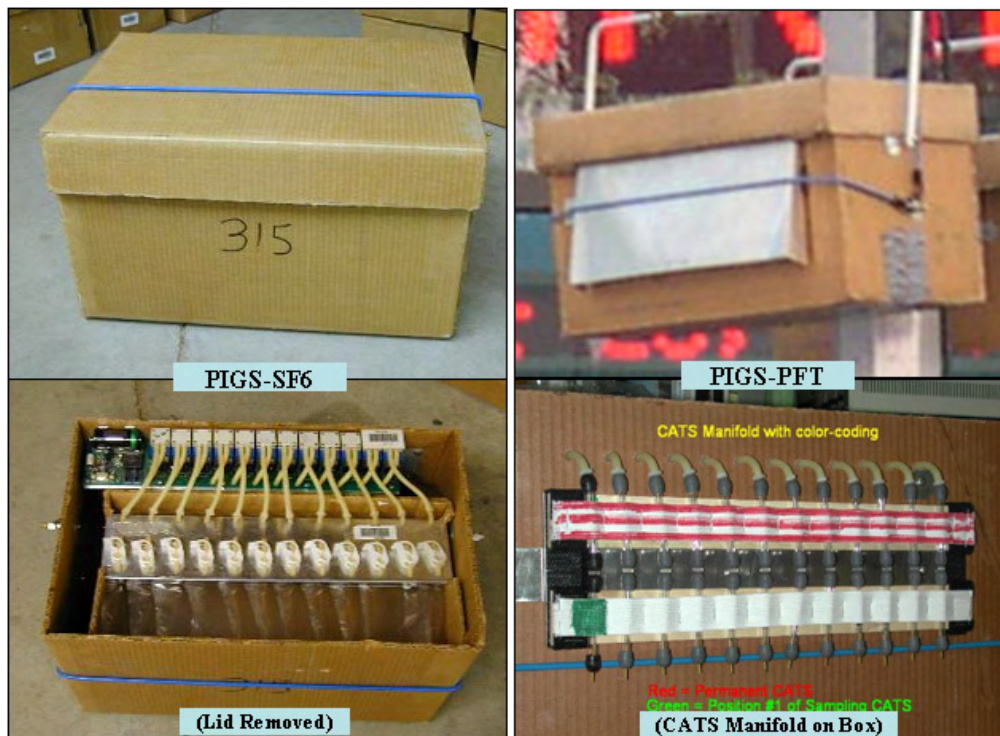 315
PIGS-SF6
PIGS-PFT
CATS Manifold with color-coding
315
(Lid Removed)
Red = Permanent CATS
Green = Position #1 of Sampling CATS
(CATS Manifold on Box)